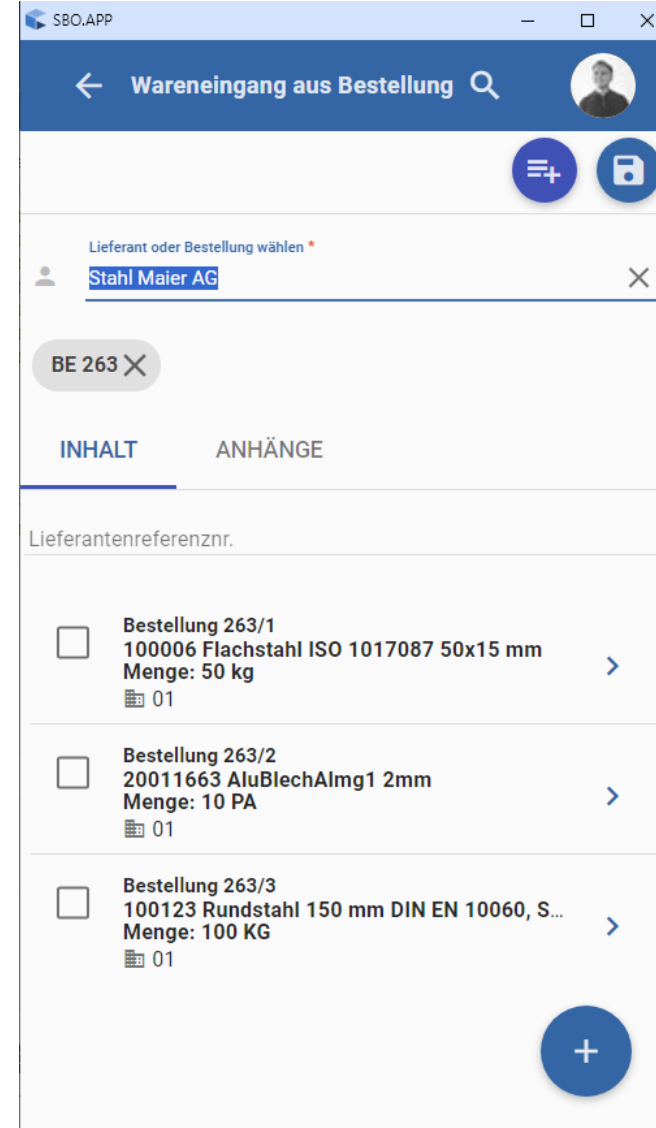 SBO.APP
Wareneingang aus Bestellung
Lieferant oder Bestellung wählen *
Stahl Maier AG
BE 263
INHALT ANHÄNGE
Lieferantenreferenznr.
Bestellung 263/1
100006 Flachstahl ISO 1017087 50x15 mm
Menge: 50 kg
01
Bestellung 263/2
20011663 AluBlechAlmg1 2mm
Menge: 10 PA
01
Bestellung 263/3
100123 Rundstahl 150 mm DIN EN 10060, S...
Menge: 100 KG
01